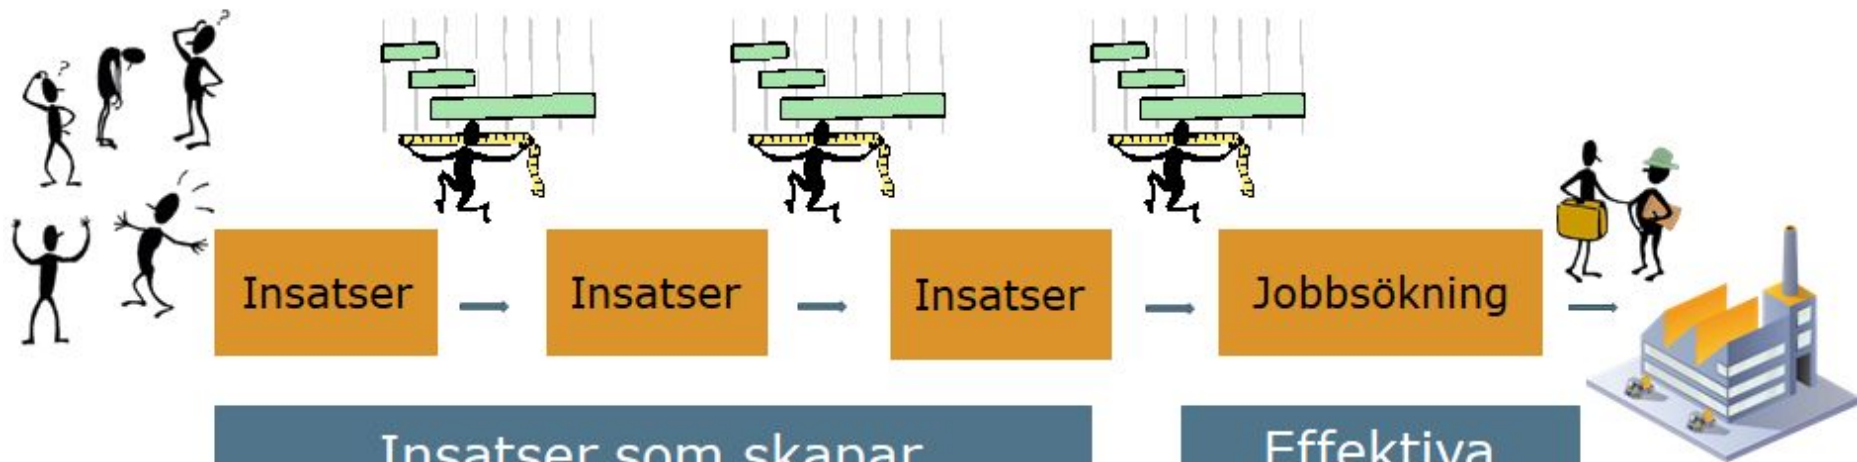 ?
?
Insatser
Insatser
Insatser
Jobbsökning
Insatser som skapar
Effektiva